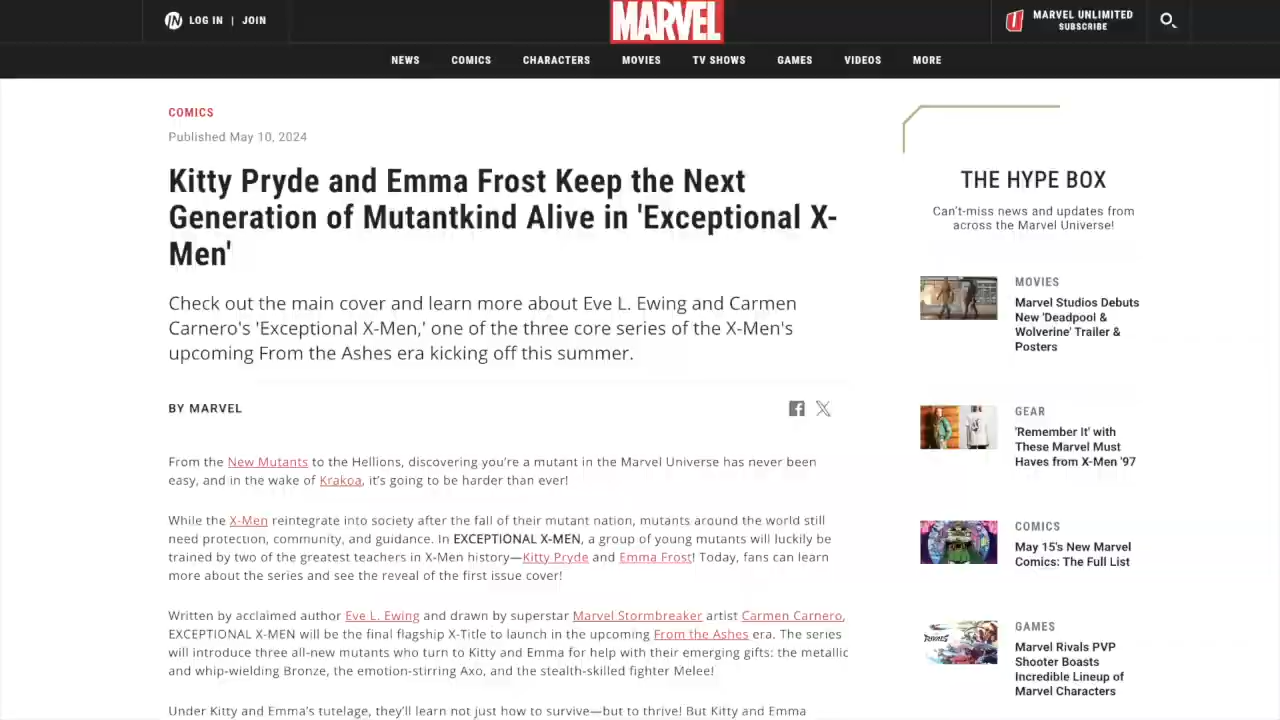 LOG IN | JOIN
MARVEL
MARVEL UNLIMITED
SUBSCRIBE
NEWS COMICS CHARACTERS MOVIES TV SHOWS GAMES VIDEOS MORE
COMICS
Published May 10, 2024
Kitty Pryde and Emma Frost Keep the Next
Generation of Mutantkind Alive in 'Exceptional X-
Men'
Check out the main cover and learn more about Eve L. Ewing and Carmen
Carnero's 'Exceptional X-Men,' one of the three core series of the X-Men's
upcoming From the Ashes era kicking off this summer.
BY MARVEL
From the New Mutants to the Hellions, discovering you’re a mutant in the Marvel Universe has never been
easy, and in the wake of Krakoa, it’s going to be harder than ever!
While the X-Men reintegrate into society after the fall of their mutant nation, mutants around the world still
need protection, community, and guidance. In EXCEPTIONAL X-MEN, a group of young mutants will luckily be
trained by two of the greatest teachers in X-Men history—Kitty Pryde and Emma Frost! Today, fans can learn
more about the series and see the reveal of the first issue cover!
Written by acclaimed author Eve L. Ewing and drawn by superstar Marvel Stormbreaker artist Carmen Carnero,
EXCEPTIONAL X-MEN will be the final flagship X-Title to launch in the upcoming From the Ashes era. The series
will introduce three all-new mutants who turn to Kitty and Emma for help with their emerging gifts: the metallic
and whip-wielding Bronze, the emotion-stirring Axo, and the stealth-skilled fighter Melee!
Under Kitty and Emma’s tutelage, they’ll learn not just how to survive—but to thrive! But Kitty and Emma
THE HYPE BOX
Can’t-miss news and updates from
across the Marvel Universe!
MOVIES
Marvel Studios Debuts
New 'Deadpool &
Wolverine' Trailer &
Posters
GEAR
'Remember It' with
These Marvel Must
Haves from X-Men '97
COMICS
May 15's New Marvel
Comics: The Full List
RIVALS
GAMES
Marvel Rivals PVP
Shooter Boasts
Incredible Lineup of
Marvel Characters